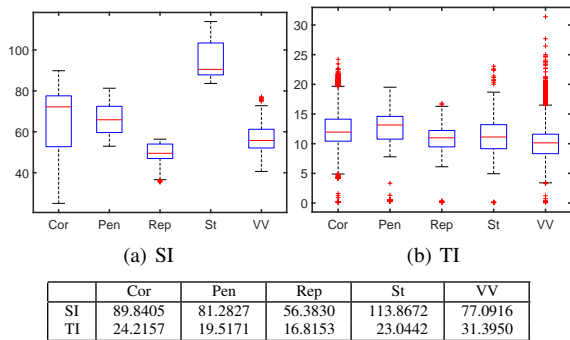 100
80
60
40
Cor Pen Rep St VV
(a) SI
30
25
20
15
10
5
0
Cor Pen Rep St VV
(b) TI
Cor Pen Rep St VV
SI 89.8405 81.2827 56.3830 113.8672 77.0916
TI 24.2157 19.5171 16.8153 23.0442 31.3950